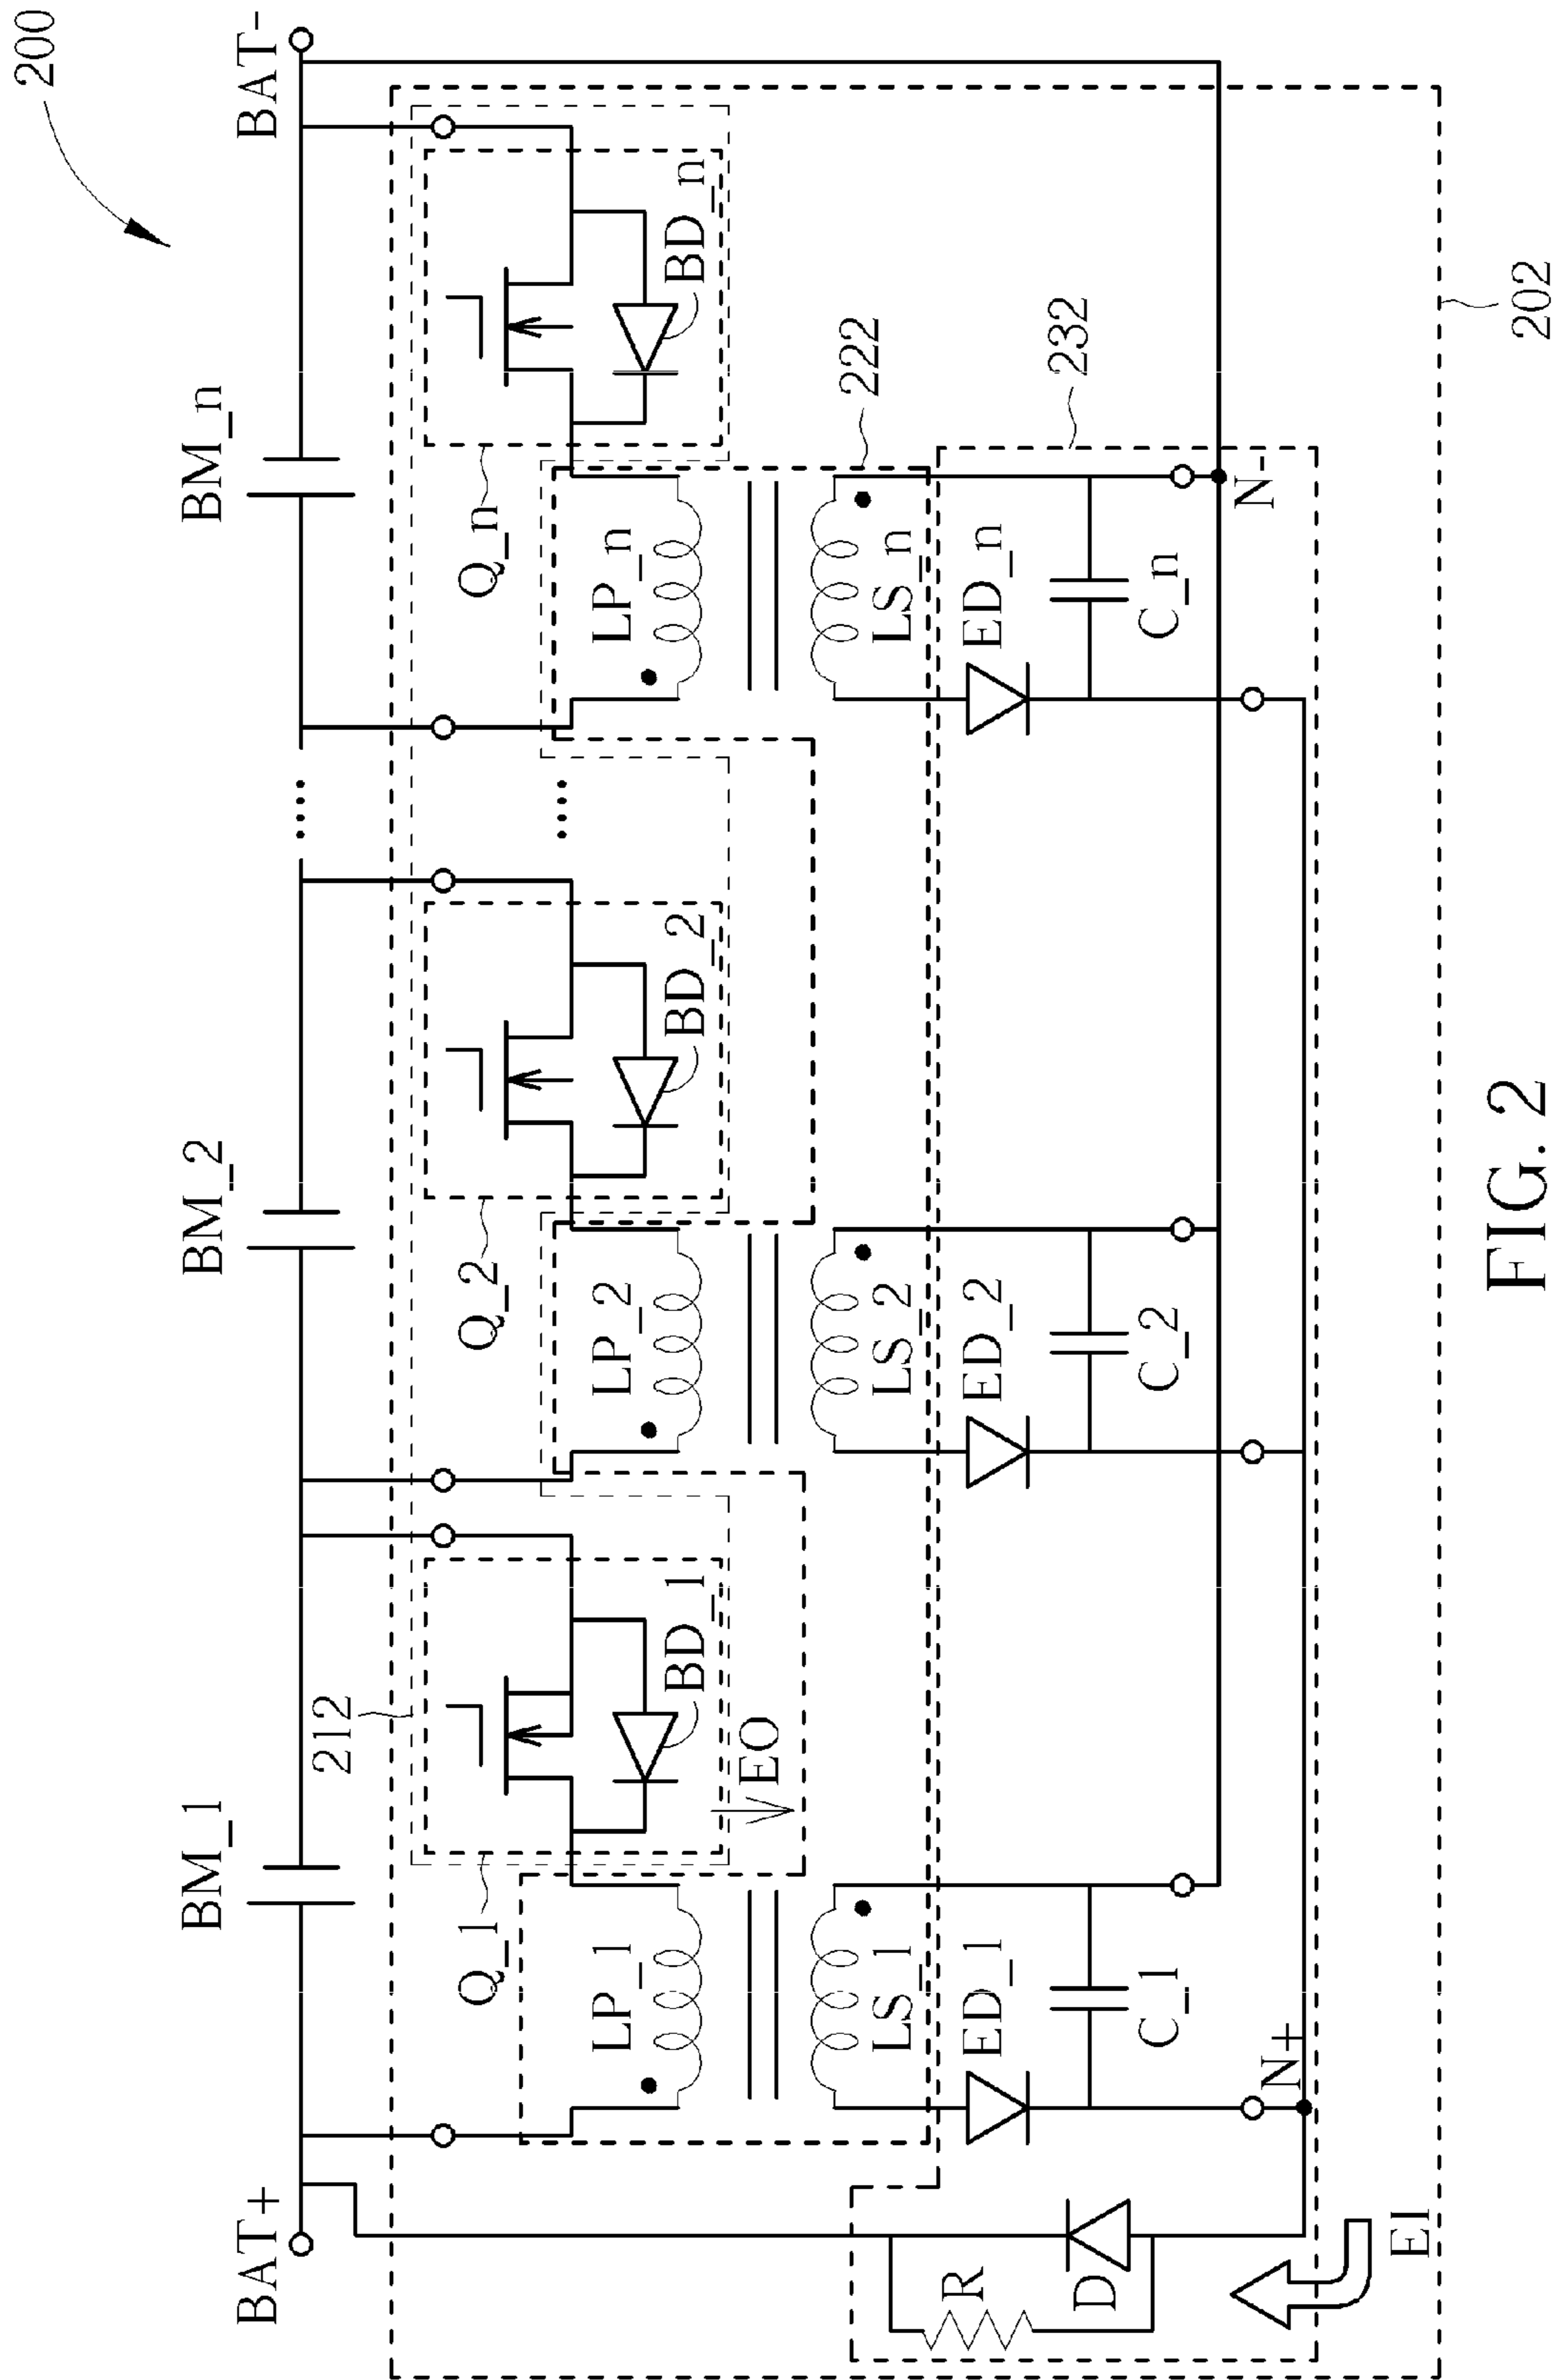 200
BAT+
BM_1
BM_2
BM_n
BAT-
212
Q_1
Q_2
Q_n
LP_1
BD_1
LP_2
BD_2
LP_n
BD_n
EO
222
LS_1
LS_2
LS_n
R
ED_1
ED_2
ED_n
232
D
C_1
C_2
C_n
N+
N-
EI
202
FIG. 2